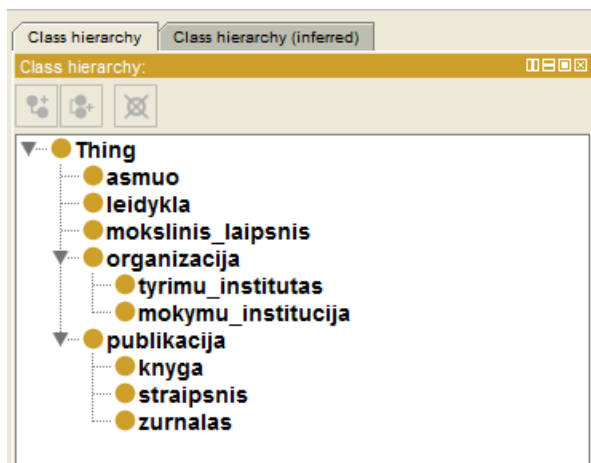 Class hierarchy Class hierarchy (inferred)
Class hierarchy:
Thing
asmuo
leidykla
mokslinis_laipsnis
organizacija
tyrimu_institutas
mokymu_institucija
publikacija
knyga
straipsnis
zurnalas